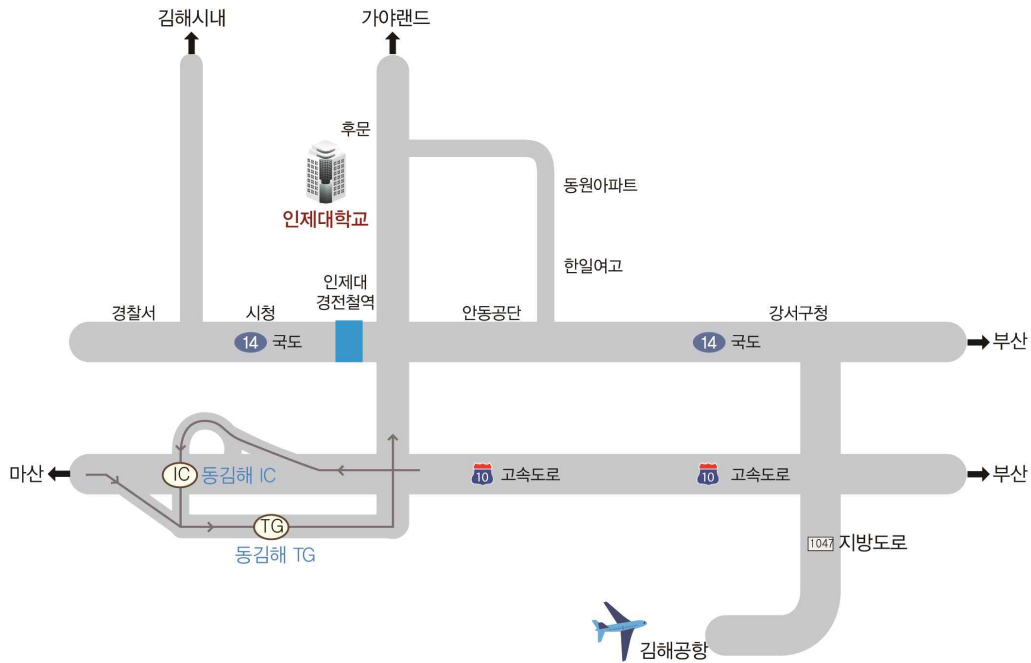 김해시내
가야랜드
후문
인제대학교
동원아파트
한일여고
인제대
경전철역
경찰서
시청
안동공단
강서구청
14 국도
14 국도
부산
마산
IC 동김해 IC
10 고속도로
10 고속도로
부산
TG
동김해 TG
1047 지방도로
김해공항